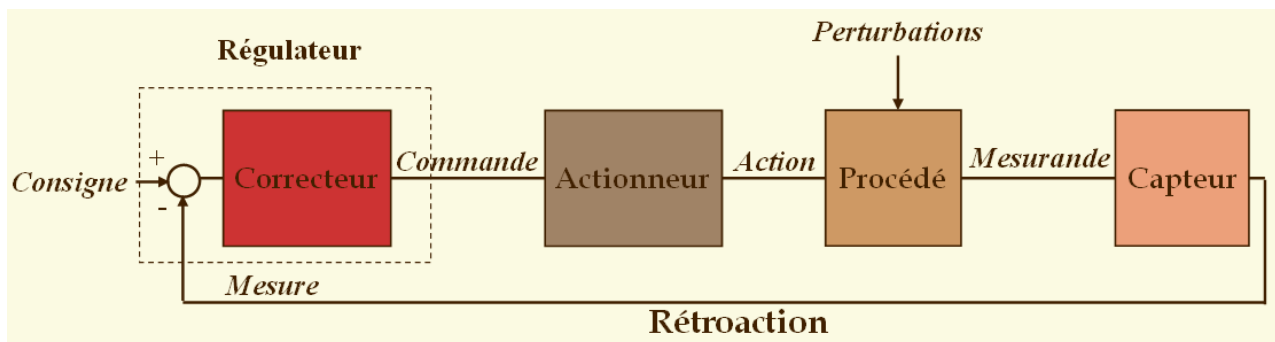 Perturbations
Régulateur
+
Consigne
-
Correcteur
Commande
Actionneur
Action
Procédé
Mesurande
Capteur
Mesure
Rétroaction